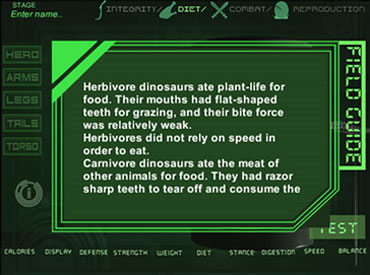 STAGE
Enter name..
INTEGRITY/ DIET/ COMBAT/ REPRODUCTION
HEAD
ARMS
LEGS
TAILS
TORSO
FIELD GUIDE
Herbivore dinosaurs ate plant-life for
food. Their mouths had flat-shaped
teeth for grazing, and their bite force
was relatively weak.
Herbivores did not rely on speed in
order to eat.
Carnivore dinosaurs ate the meat of
other animals for food. They had razor
sharp teeth to tear off and consume the
TEST
CALORIES DISPLAY DEFENSE STRENGTH WEIGHT DIET STANCE DIGESTION SPEED BALANCE